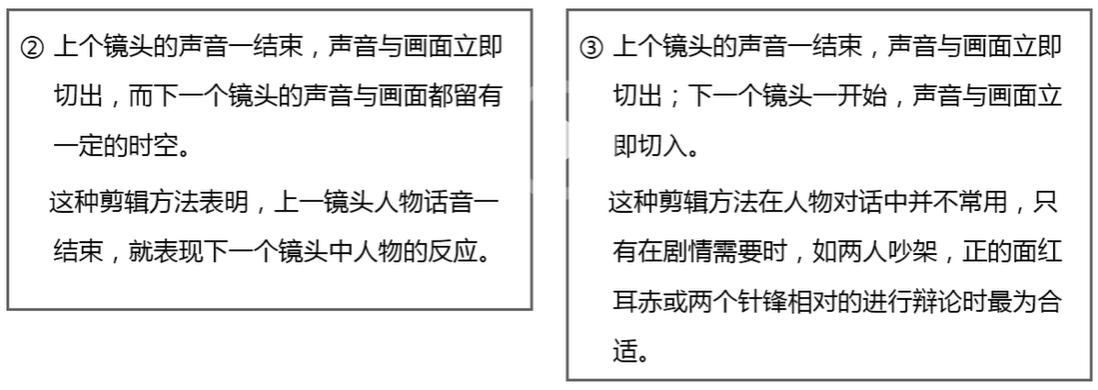 ② 上个镜头的声音一结束，声音与画面立即
切出，而下一个镜头的声音与画面都留有
一定的时空。
这种剪辑方法表明，上一镜头人物话音一
结束，就表现下一个镜头中人物的反应。
③ 上个镜头的声音一结束，声音与画面立即
切出；下一个镜头一开始，声音与画面立
即切入。
这种剪辑方法在人物对话中并不常用，只
有在剧情需要时，如两人吵架，正的面红
耳赤或两个针锋相对的进行辩论时最为合
适。